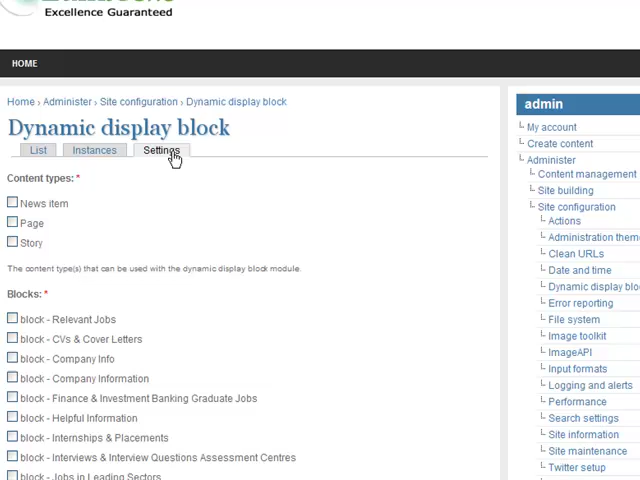 Excellence Guaranteed
HOME
Home › Administer › Site configuration › Dynamic display block
Dynamic display block
List
Instances
Settings
Content types: *
News item
Page
Story
The content type(s) that can be used with the dynamic display block module.
Blocks: *
block - Relevant Jobs
block - CVs & Cover Letters
block - Company Info
block - Company Information
block - Finance & Investment Banking Graduate Jobs
block - Helpful Information
block - Internships & Placements
block - Interviews & Interview Questions Assessment Centres
block - Jobs in Leading Sectors
admin
My account
Create content
Administer
Content management
Site building
Site configuration
Actions
Administration them
Clean URLs
Date and time
Dynamic display blo
Error reporting
File system
Image toolkit
ImageAPI
Input formats
Logging and alerts
Performance
Search settings
Site information
Site maintenance
Twitter setup